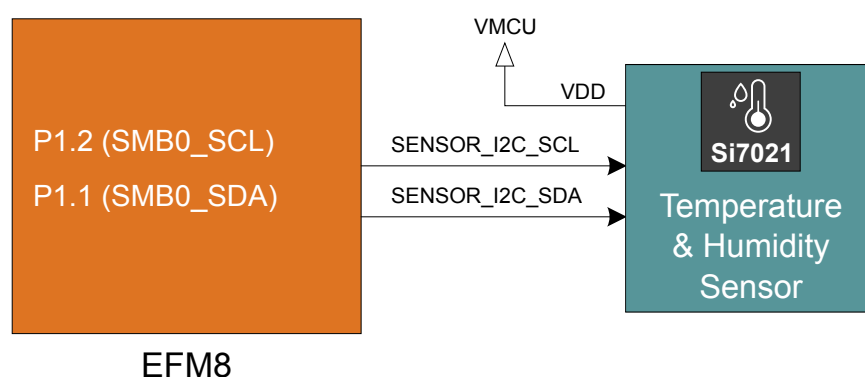 VMCU
VDD
P1.2 (SMB0_SCL)
SENSOR_I2C_SCL
P1.1 (SMB0_SDA)
SENSOR_I2C_SDA
Si7021
Temperature
& Humidity
Sensor
EFM8